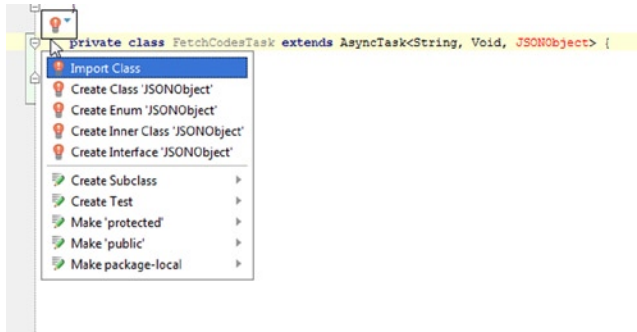 private class FetchCodesTask extends AsyncTask<String, Void, JSONObject> {
Import Class
Create Class 'JSONObject'
Create Enum 'JSONObject'
Create Inner Class 'JSONObject'
Create Interface 'JSONObject'
Create Subclass
Create Test
Make 'protected'
Make 'public'
Make package-local